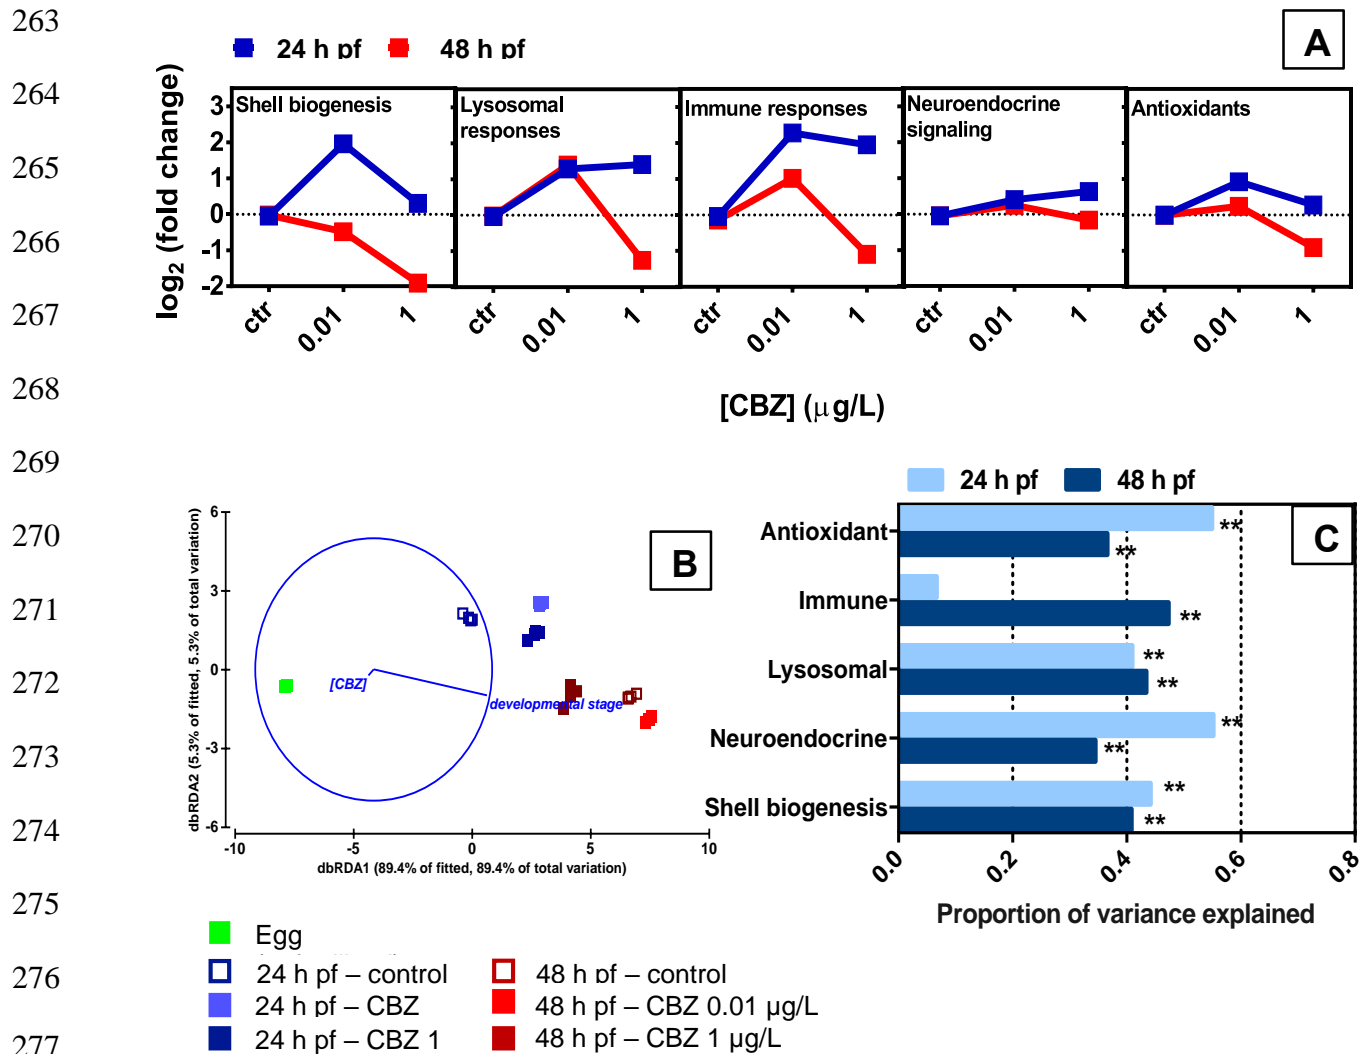 263
24 h pf 48 h pf
A
264
log2 (fold change)
3
2
1
0
-1
-2
Shell biogenesis
Lysosomal
responses
Immune responses
Neuroendocrine
signaling
Antioxidants
265
266
267
ctr 0.01 1 ctr 0.01 1 ctr 0.01 1 ctr 0.01 1 ctr 0.01 1
268
[CBZ] (μg/L)
269
24 h pf 48 h pf
270
B
dbRDA2 (5.3% of fitted, 5.3% of total variation)
6
3
0
-3
-6
[CBZ]
developmental stage
-10 -5 0 5 10
dbRDA1 (89.4% of fitted, 89.4% of total variation)
C
Antioxidant
** **
271
Immune
**
272
Lysosomal
** **
273
Neuroendocrine
** **
274
Shell biogenesis
** **
0.0 0.2 0.4 0.6 0.8
Proportion of variance explained
275
Egg
276
24 h pf – control 48 h pf – control
24 h pf – CBZ 48 h pf – CBZ 0.01 µg/L
277
24 h pf – CBZ 1 48 h pf – CBZ 1 µg/L